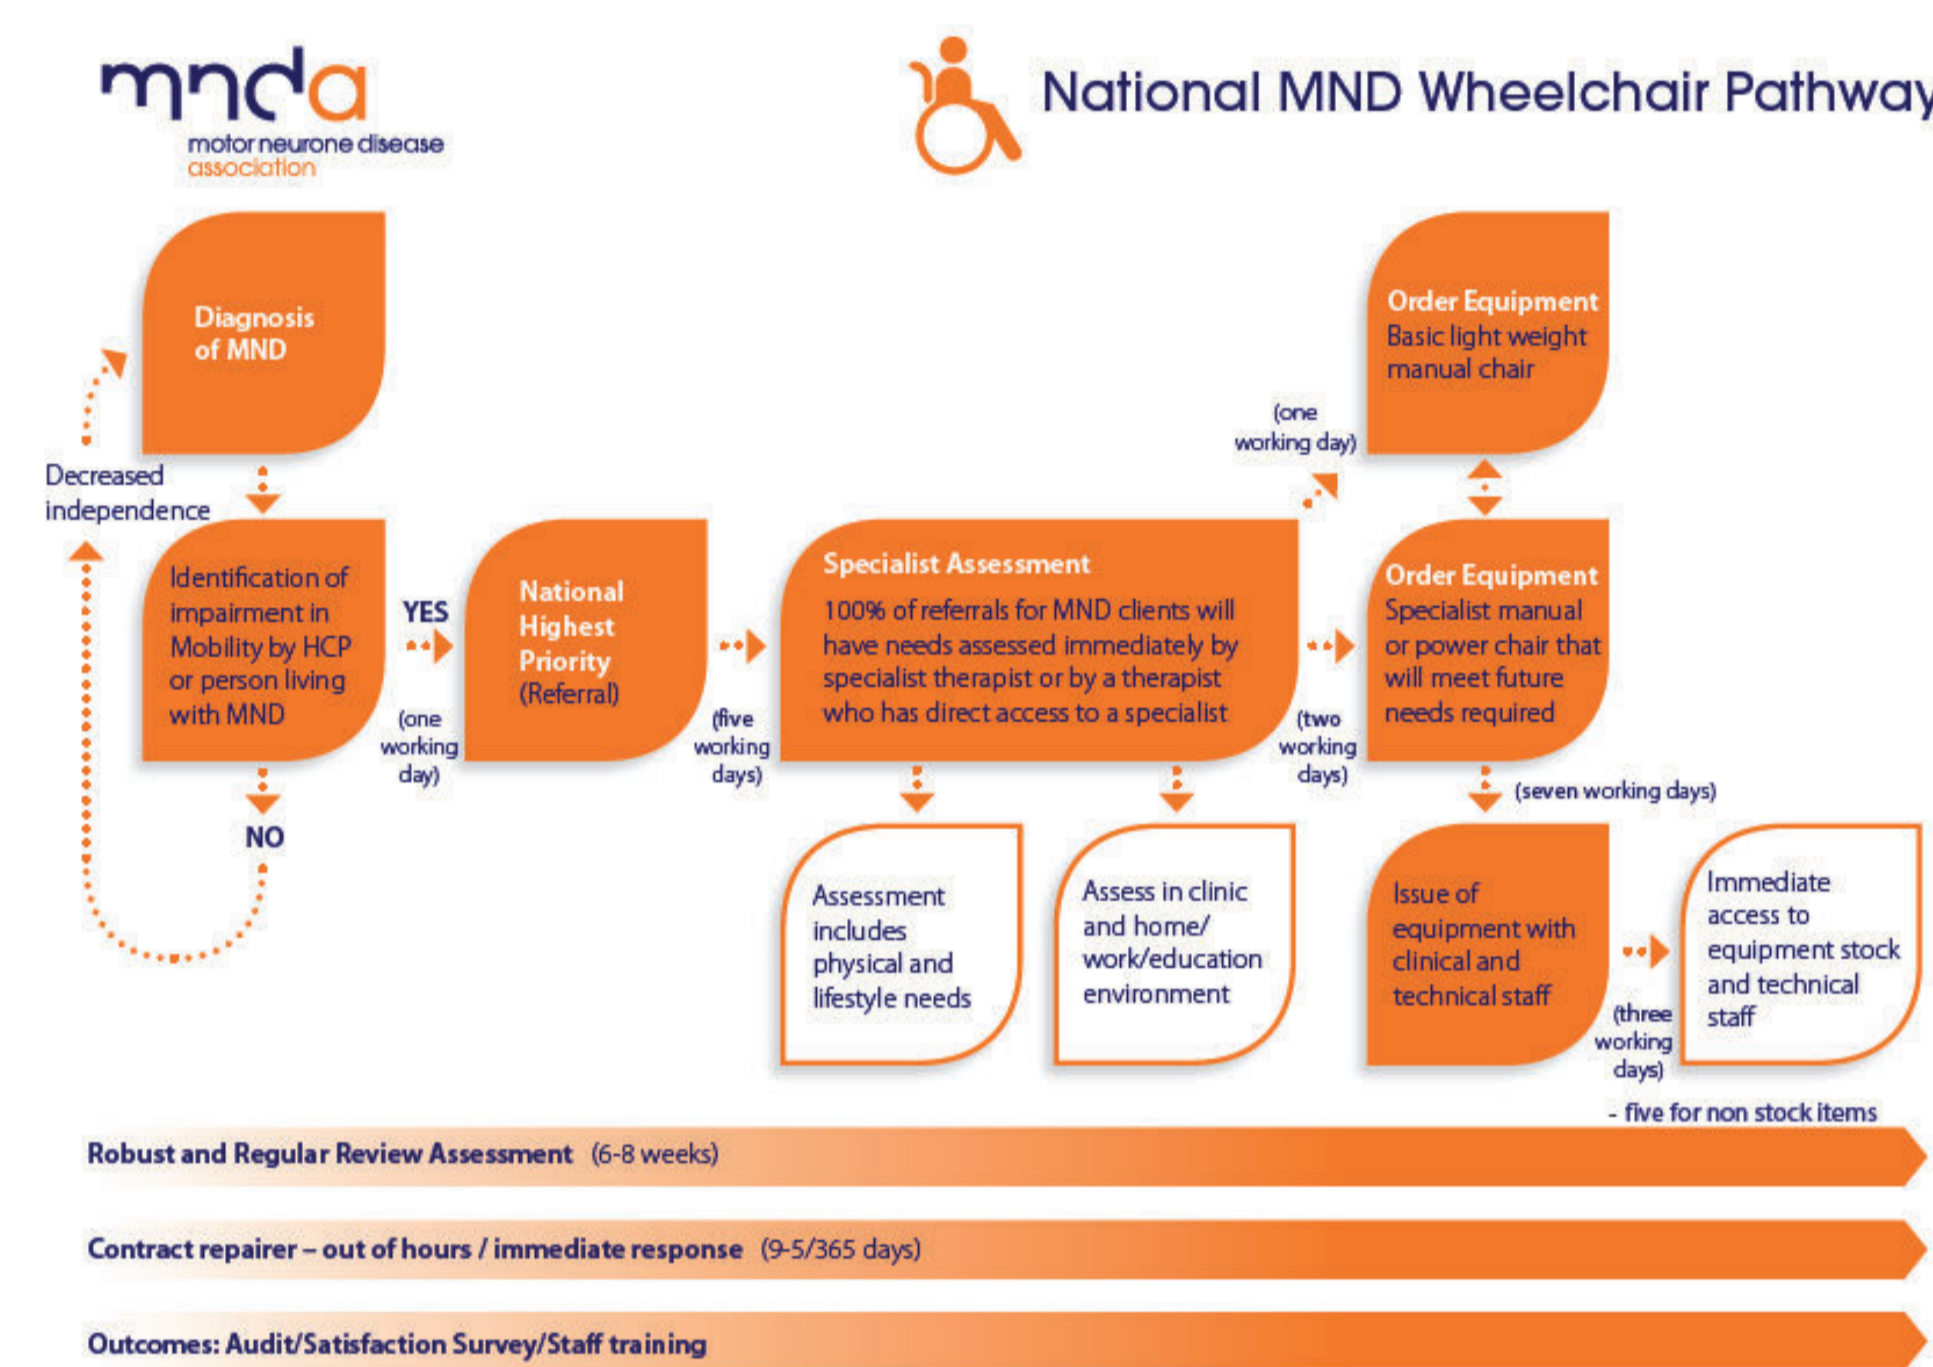 mnda
motor neurone disease
association
National MND Wheelchair Pathway
Diagnosis
of MND
Decreased
independence
Identification of
impairment in
Mobility by HCP
or person living
with MND
NO
YES
(one
working
day)
National
Highest
Priority
(Referral)
(five
working
days)
Specialist Assessment
100% of referrals for MND clients will
have needs assessed immediately by
specialist therapist or by a therapist
who has direct access to a specialist
Assessment
includes
physical and
lifestyle needs
Assess in clinic
and home/
work/education
environment
(one
working day)
Order Equipment
Basic light weight
manual chair
(two
working
days)
Order Equipment
Specialist manual
or power chair that
will meet future
needs required
(seven working days)
Issue of
equipment with
clinical and
technical staff
(three
working
days)
- five for non stock items
Immediate
access to
equipment stock
and technical
staff
Robust and Regular Review Assessment (6-8 weeks)
Contract repairer – out of hours / immediate response (9-5/365 days)
Outcomes: Audit/Satisfaction Survey/Staff training